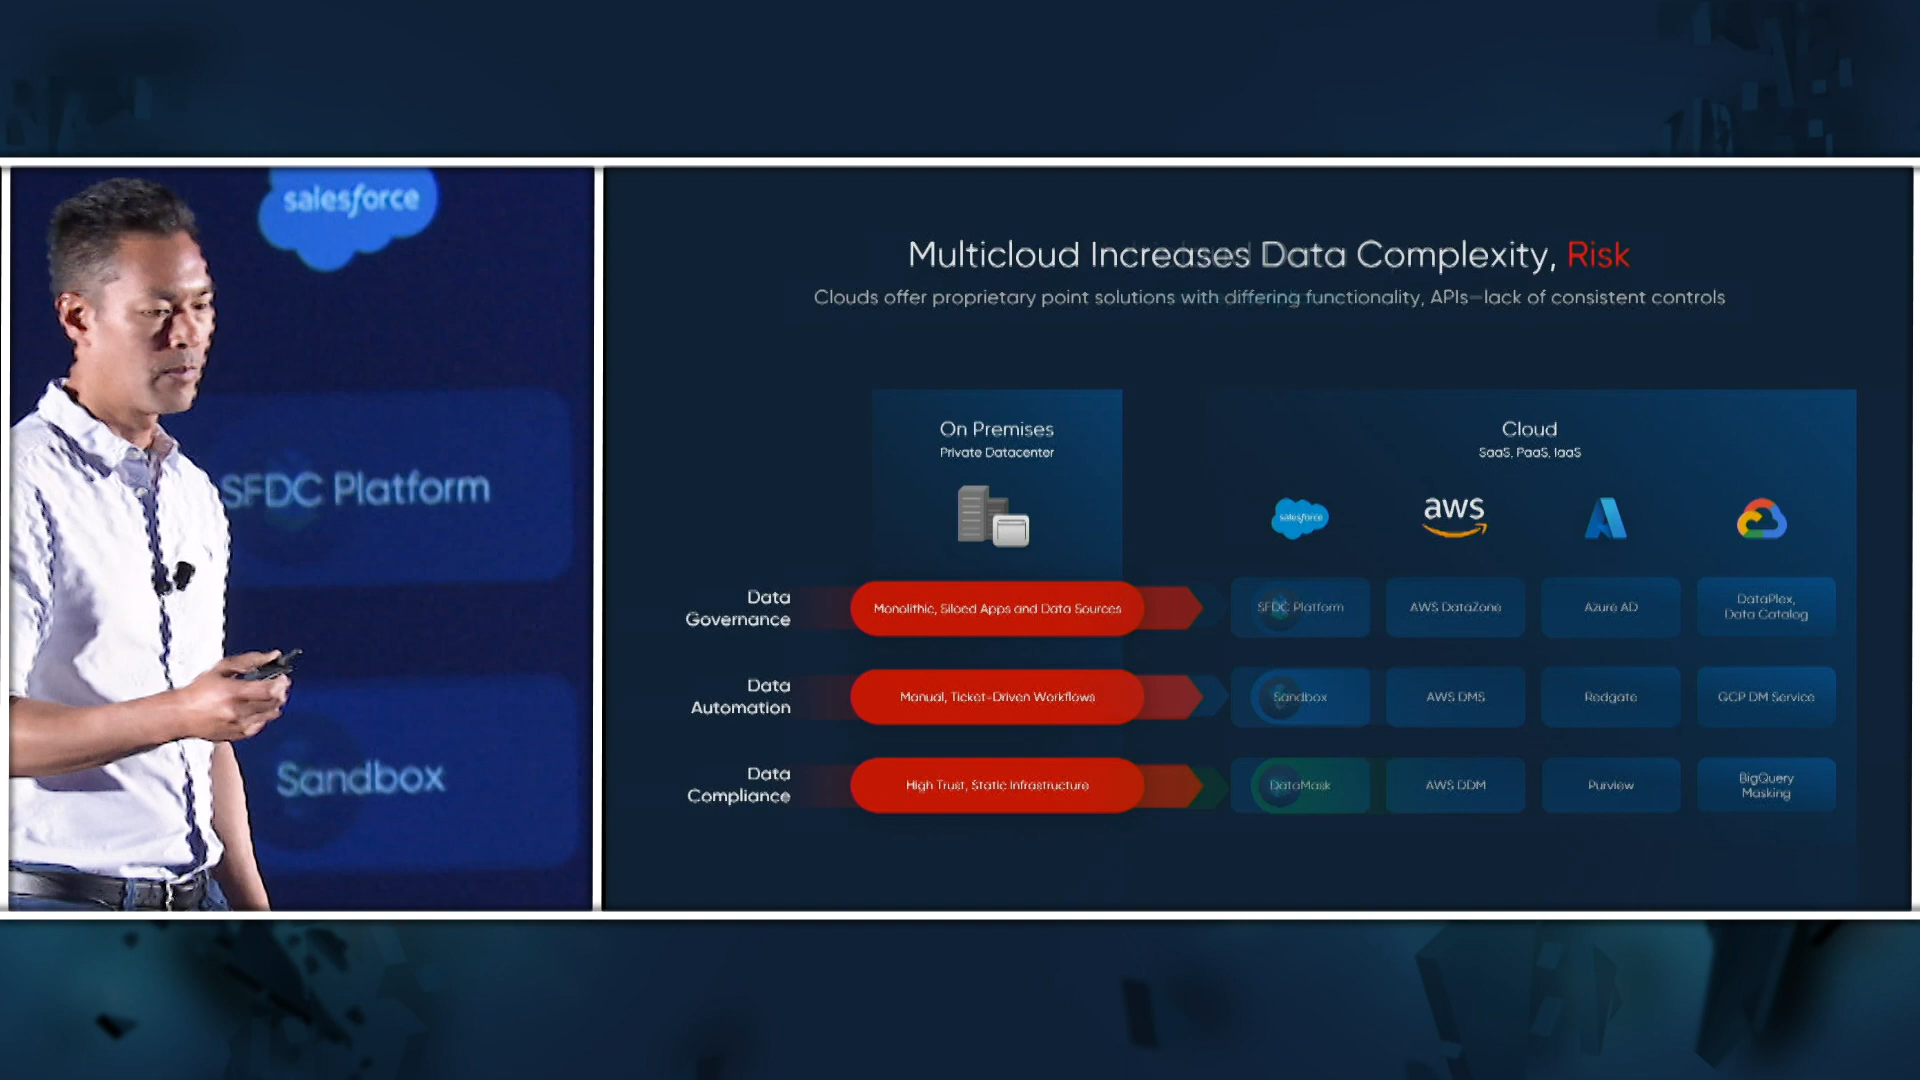 salesforce
SFDC Platform
Sandbox
Multicloud Increases Data Complexity, Risk
Clouds offer proprietary point solutions with differing functionality, APIs—lack of consistent controls
On Premises
Private Datacenter
Cloud
SaaS, PaaS, IaaS
salesforce
aws
Data
Governance
Monolithic, Siloed Apps and Data Sources
SFDC Platform
AWS DataZone
Azure AD
DataPlex,
Data Catalog
Data
Automation
Manual, Ticket-Driven Workflows
Sandbox
AWS DMS
Redgate
GCP DM Service
Data
Compliance
High Trust, Static Infrastructure
DataMask
AWS DDM
Purview
BigQuery
Masking